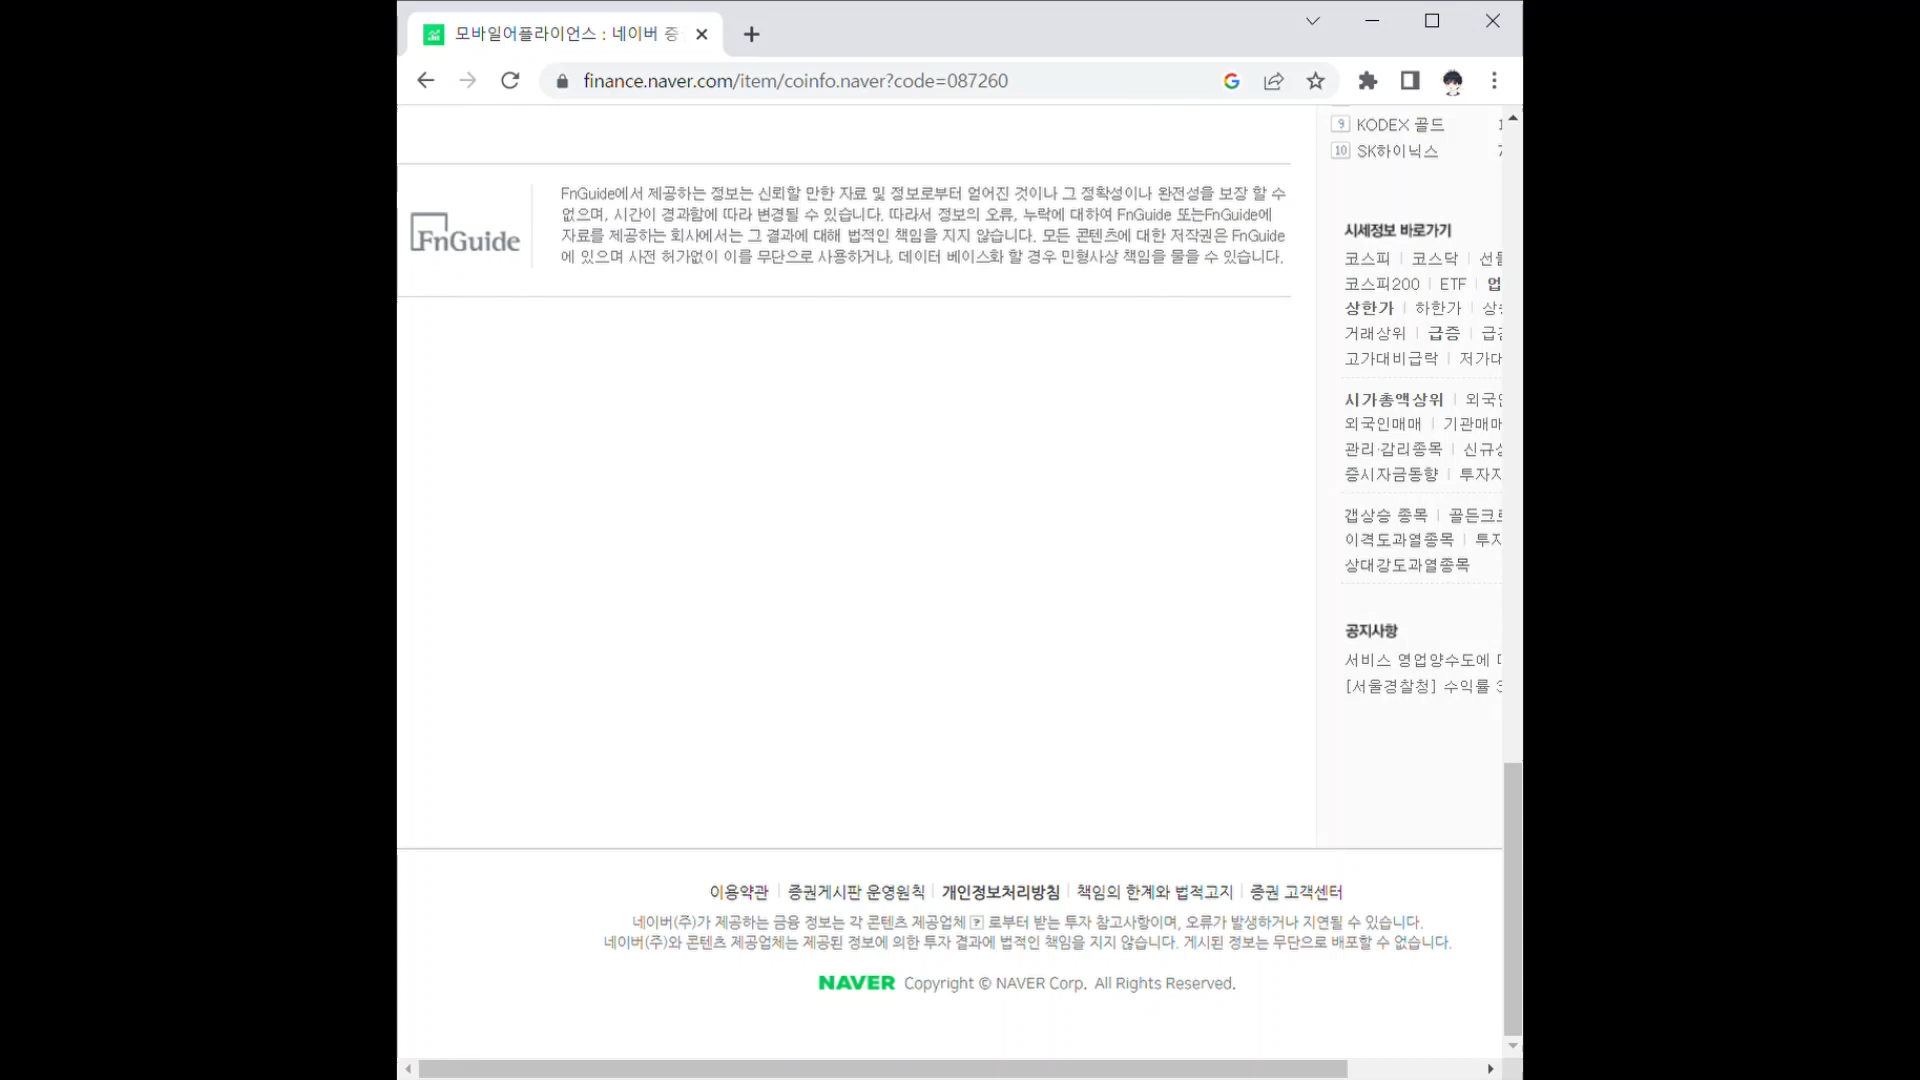 모바일어플라이언스 : 네이버 증
finance.naver.com/item/coinfo.naver?code=087260
9 KODEX 골드
10 SK하이닉스
FnGuide
FnGuide에서 제공하는 정보는 신뢰할 만한 자료 및 정보로부터 얻어진 것이나 그 정확성이나 완전성을 보장 할 수
없으며, 시간이 경과함에 따라 변경될 수 있습니다. 따라서 정보의 오류, 누락에 대하여 FnGuide 또는FnGuide에
자료를 제공하는 회사에서는 그 결과에 대해 법적인 책임을 지지 않습니다. 모든 콘텐츠에 대한 저작권은 FnGuide
에 있으며 사전 허가없이 이를 무단으로 사용하거나, 데이터 베이스화 할 경우 민형사상 책임을 물을 수 있습니다.
시세정보 바로가기
코스피 | 코스닥 | 선
코스피200 | ETF | 업
상한가 | 하한가 | 상
거래상위 | 급증 | 급
고가대비급락 | 저가대
시가총액상위 | 외국
외국인매매 | 기관매매
관리·감리종목 | 신규
증시자금동향 | 투자
갭상승 종목 | 골든크
이격도과열종목 | 투
상대강도과열종목
공지사항
서비스 영업양수도에
[서울경찰청] 수익률
이용약관 | 증권게시판 운영원칙 | 개인정보처리방침 | 책임의 한계와 법적고지 | 증권 고객센터
네이버(주)가 제공하는 금융 정보는 각 콘텐츠 제공업체 ? 로부터 받는 투자 참고사항이며, 오류가 발생하거나 지연될 수 있습니다.
네이버(주)와 콘텐츠 제공업체는 제공된 정보에 의한 투자 결과에 법적인 책임을 지지 않습니다. 게시된 정보는 무단으로 배포할 수 없습니다.
NAVER Copyright © NAVER Corp. All Rights Reserved.